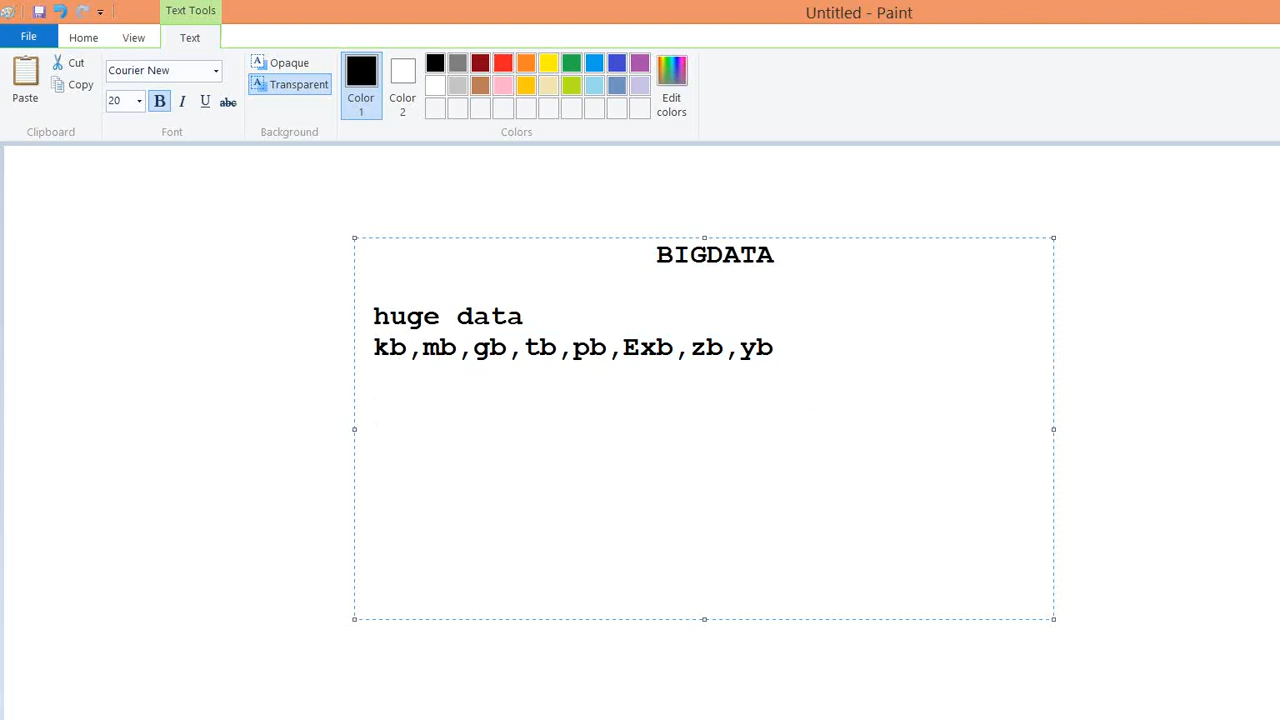 Text Tools
Untitled - Paint
File
Home
View
Text
Paste
Cut
Copy
Clipboard
Courier New
20
B
I
U
abc
Font
A
Opaque
A
Transparent
Background
Color
1
Color
2
Edit
colors
Colors
BIGDATA
huge data
kb,mb,gb,tb,pb,Exb,zb,yb